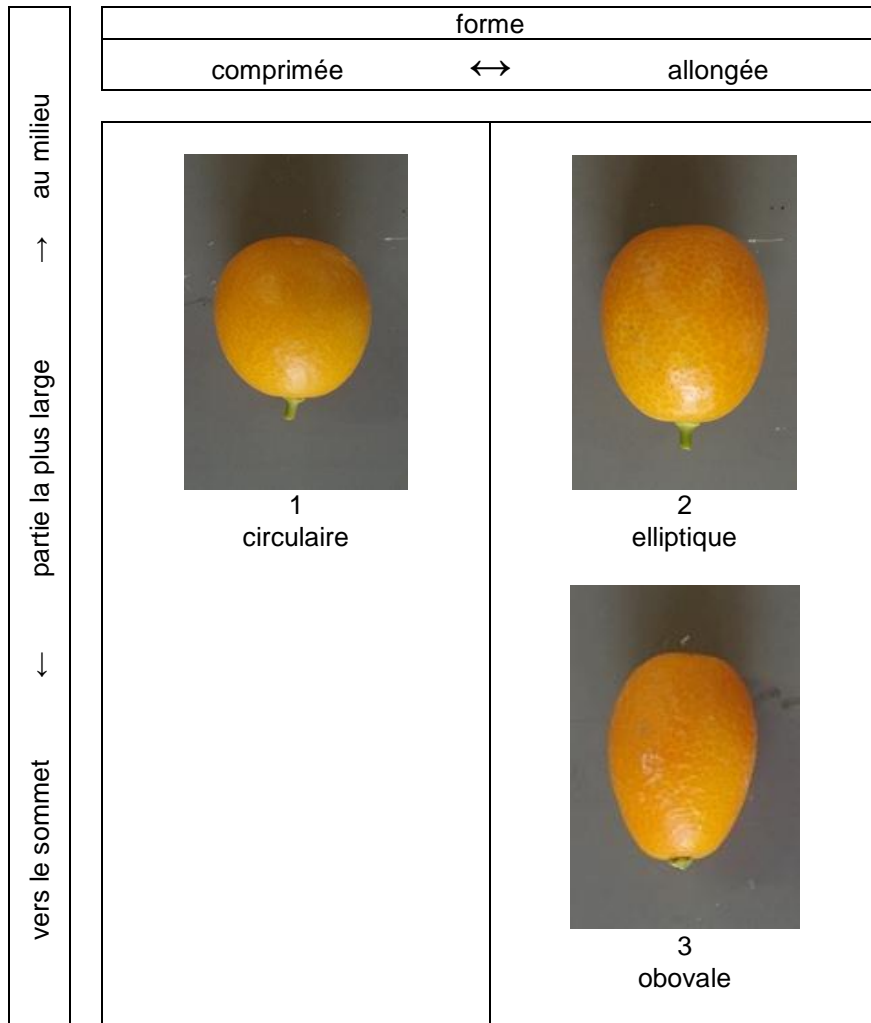 forme
comprimée ↔ allongée
partie la plus large → au milieu
vers le sommet ←
1
circulaire
2
elliptique
3
obovale